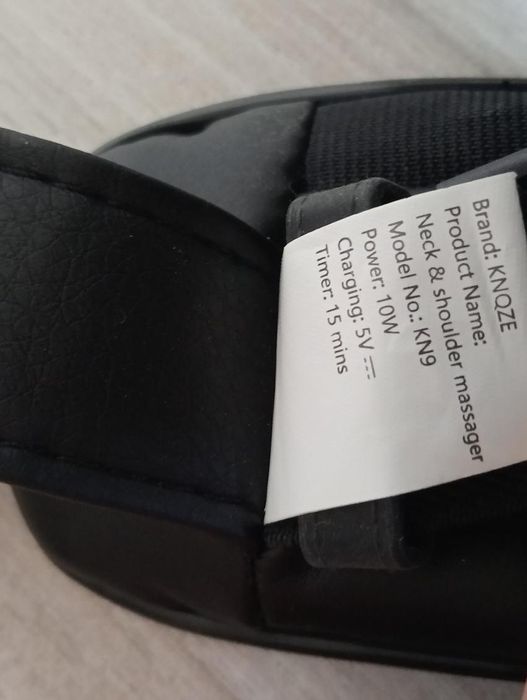 Brand: KNQZE
Product Name:
Neck & shoulder massager
Model No.: KN9
Power: 10W
Charging: 5V ⎓
Timer: 15 mins